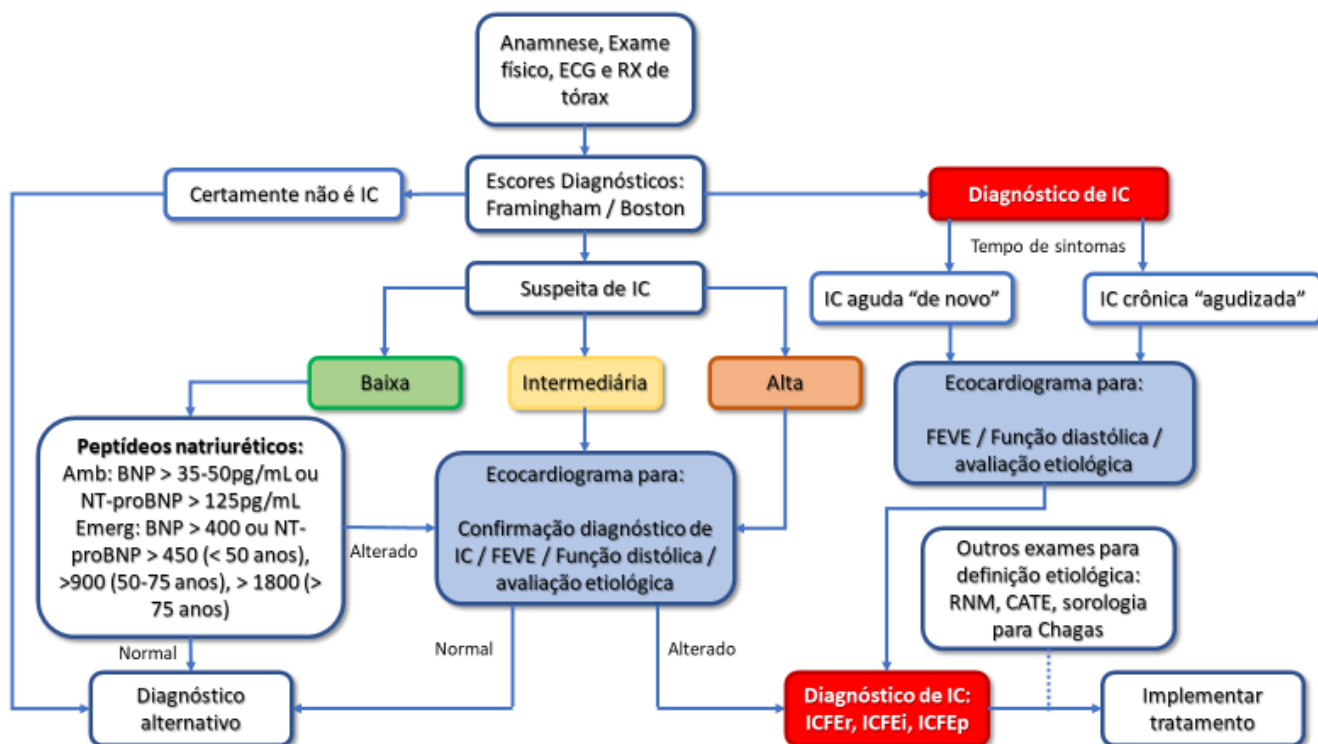 Anamnese, Exame
físico, ECG e RX de
tórax
Certamente não é IC
Escores Diagnósticos:
Framingham / Boston
Diagnóstico de IC
Tempo de sintomas
Suspeita de IC
IC aguda “de novo”
IC crônica “agudizada”
Baixa
Intermediária
Alta
Ecocardiograma para:
FEVE / Função diastólica /
avaliação etiológica
Peptídeos natriuréticos:
Amb: BNP > 35-50pg/mL ou
NT-proBNP > 125pg/mL
Emerg: BNP > 400 ou NT-
proBNP > 450 (< 50 anos),
>900 (50-75 anos), > 1800 (>
75 anos)
Alterado
Ecocardiograma para:
Confirmação diagnóstico de
IC / FEVE / Função distólica /
avaliação etiológica
Outros exames para
definição etiológica:
RNM, CATE, sorologia
para Chagas
Normal
Normal
Alterado
Diagnóstico
alternativo
Diagnóstico de IC:
ICFEr, ICFEi, ICFEp
Implementar
tratamento